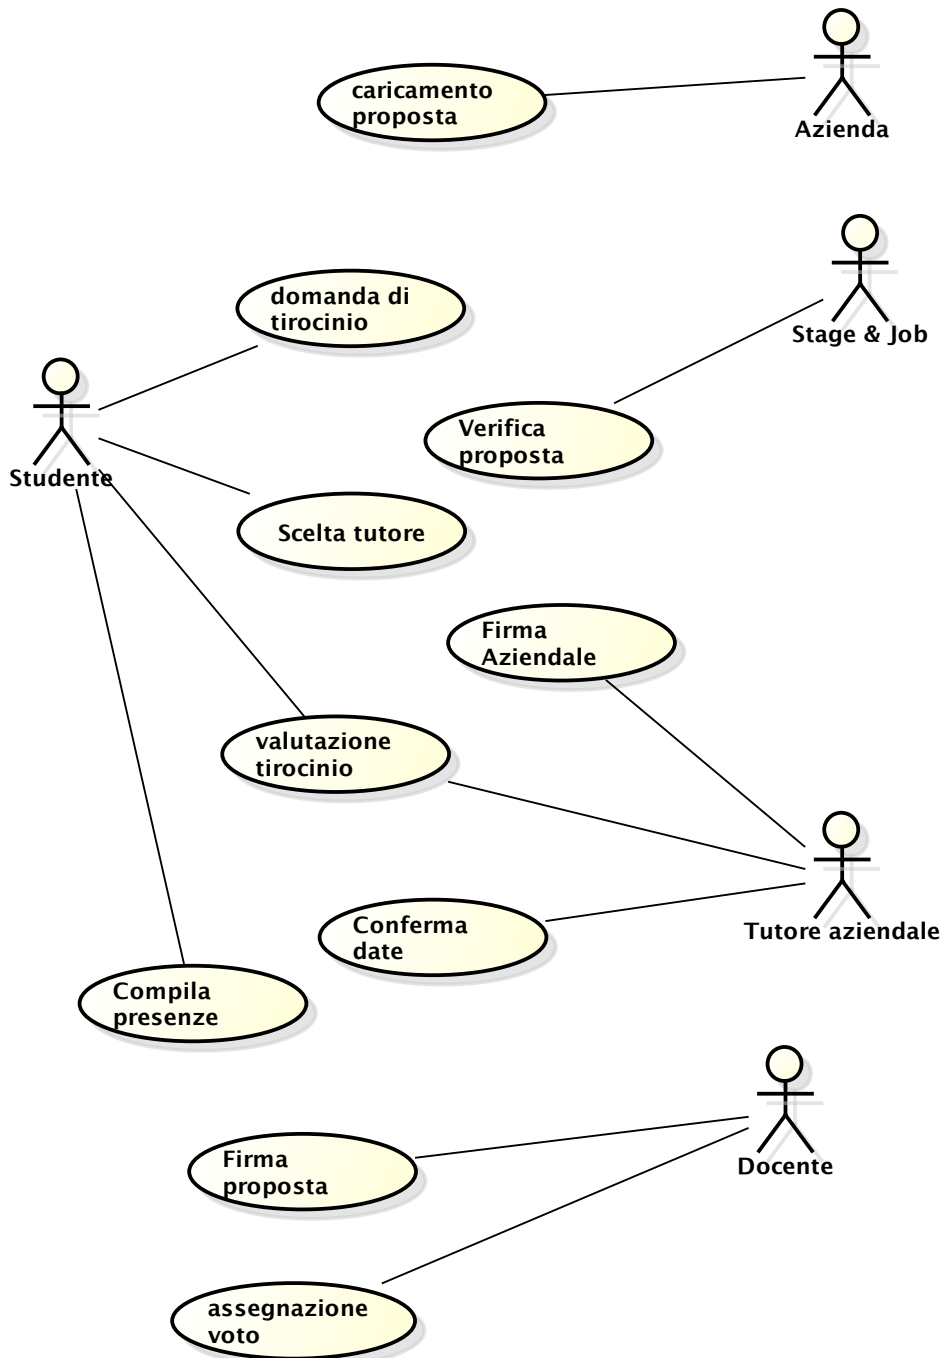 caricamento
proposta
Azienda
Stage & Job
domanda di
tirocinio
Verifica
proposta
Studente
Scelta tutore
Firma
Aziendale
valutazione
tirocinio
Tutore aziendale
Conferma
date
Compila
presenze
Docente
Firma
proposta
assegnazione
voto